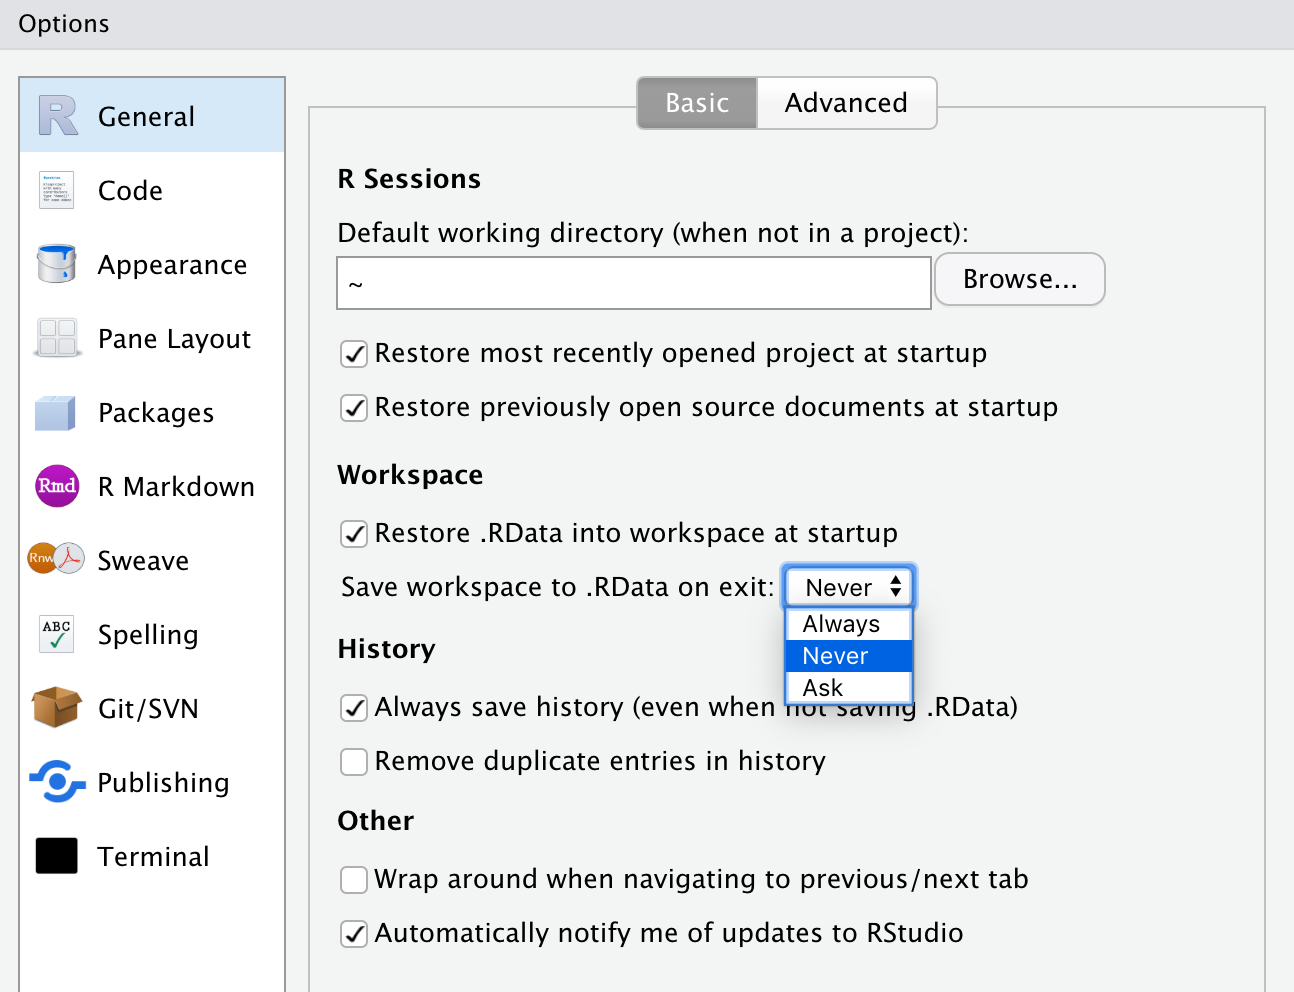 Options
General
Code
Appearance
Pane Layout
Packages
Rmd
R Markdown
Rnw
Sweave
ABC
Spelling
Git/SVN
Publishing
Terminal
Basic
Advanced
R Sessions
Default working directory (when not in a project):
~
Browse...
Restore most recently opened project at startup
Restore previously open source documents at startup
Workspace
Restore .RData into workspace at startup
Save workspace to .RData on exit:
Never
Always
Never
Ask
History
Always save history (even when not saving .RData)
Remove duplicate entries in history
Other
Wrap around when navigating to previous/next tab
Automatically notify me of updates to RStudio